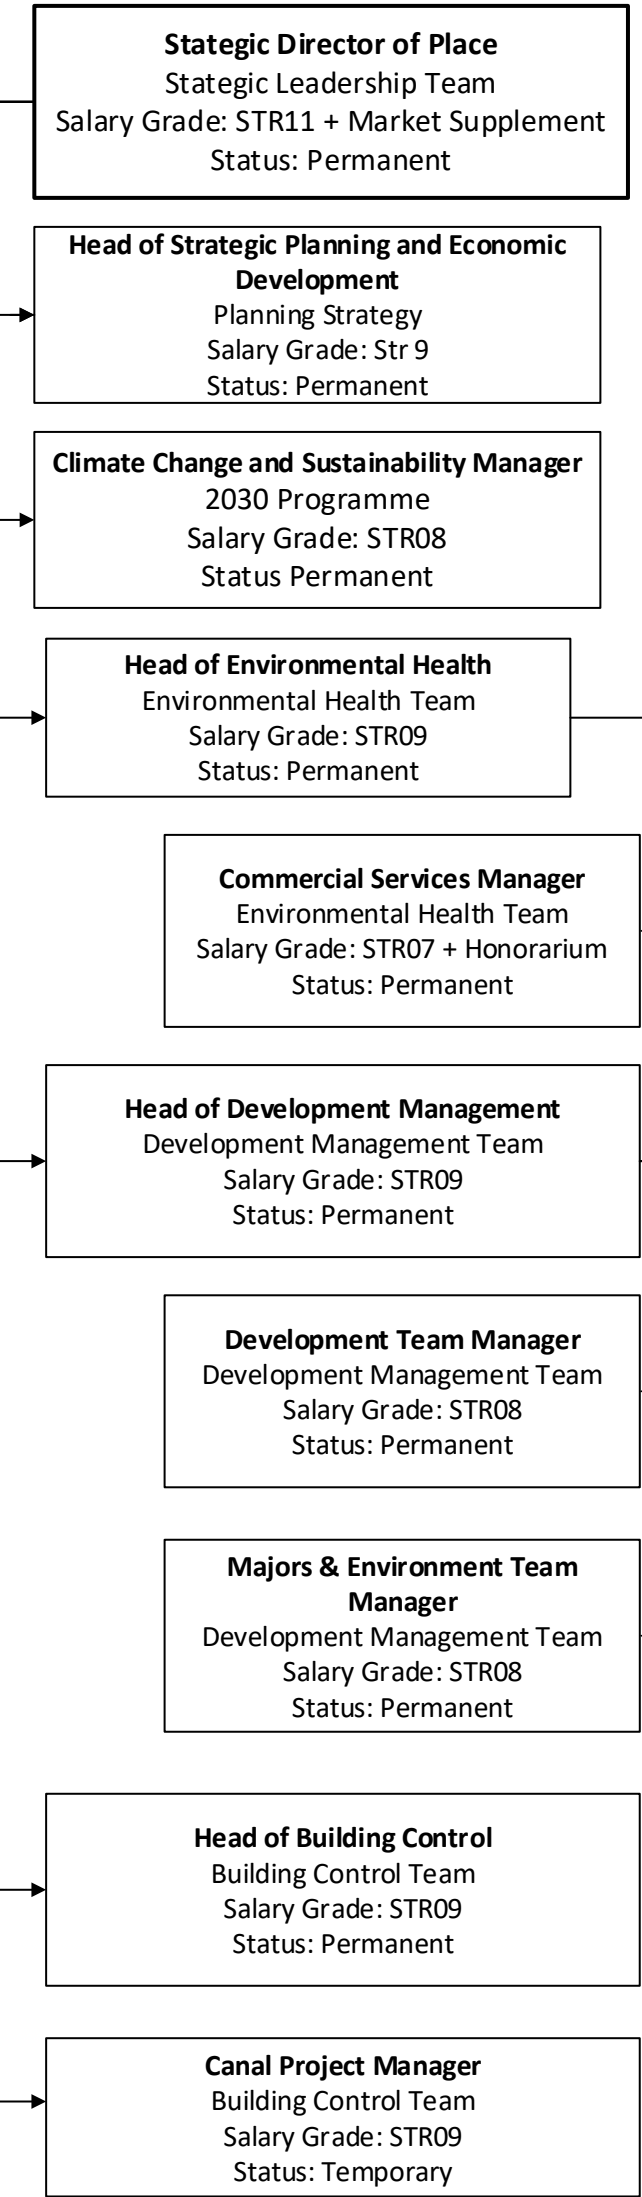 Stategic Director of Place
Stategic Leadership Team
Salary Grade: STR11 + Market Supplement
Status: Permanent
Head of Strategic Planning and Economic
Development
Planning Strategy
Salary Grade: Str 9
Status: Permanent
Climate Change and Sustainability Manager
2030 Programme
Salary Grade: STR08
Status Permanent
Head of Environmental Health
Environmental Health Team
Salary Grade: STR09
Status: Permanent
Commercial Services Manager
Environmental Health Team
Salary Grade: STR07 + Honorarium
Status: Permanent
Head of Development Management
Development Management Team
Salary Grade: STR09
Status: Permanent
Development Team Manager
Development Management Team
Salary Grade: STR08
Status: Permanent
Majors & Environment Team
Manager
Development Management Team
Salary Grade: STR08
Status: Permanent
Head of Building Control
Building Control Team
Salary Grade: STR09
Status: Permanent
Canal Project Manager
Building Control Team
Salary Grade: STR09
Status: Temporary